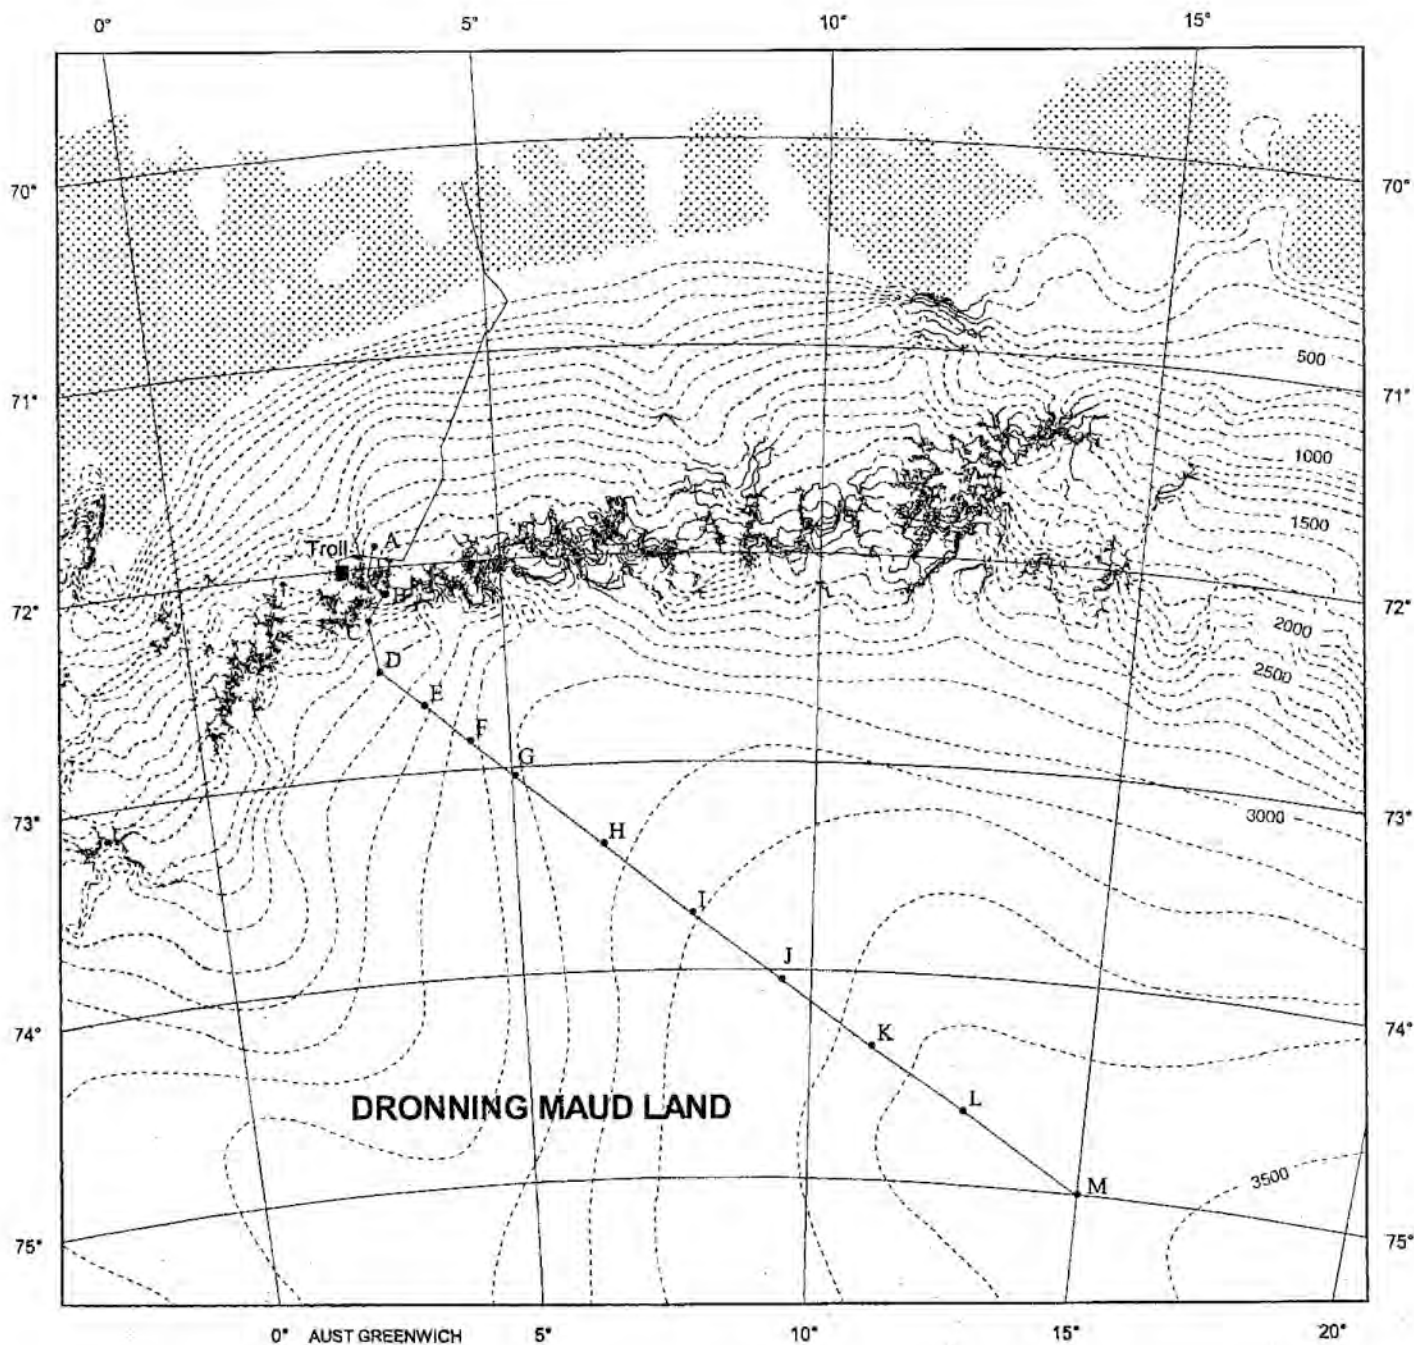 0° 5° 10° 15°
70° 70°
500
71° 71°
1000
1500
A
Troll
B
72° 72°
C
2000
D
2500
E
F
G
3000
73° 73°
H
I
J
74° 74°
K
DRONNING MAUD LAND
L
3500
M
75° 75°
0° AUST GREENWICH 5° 10° 15° 20°